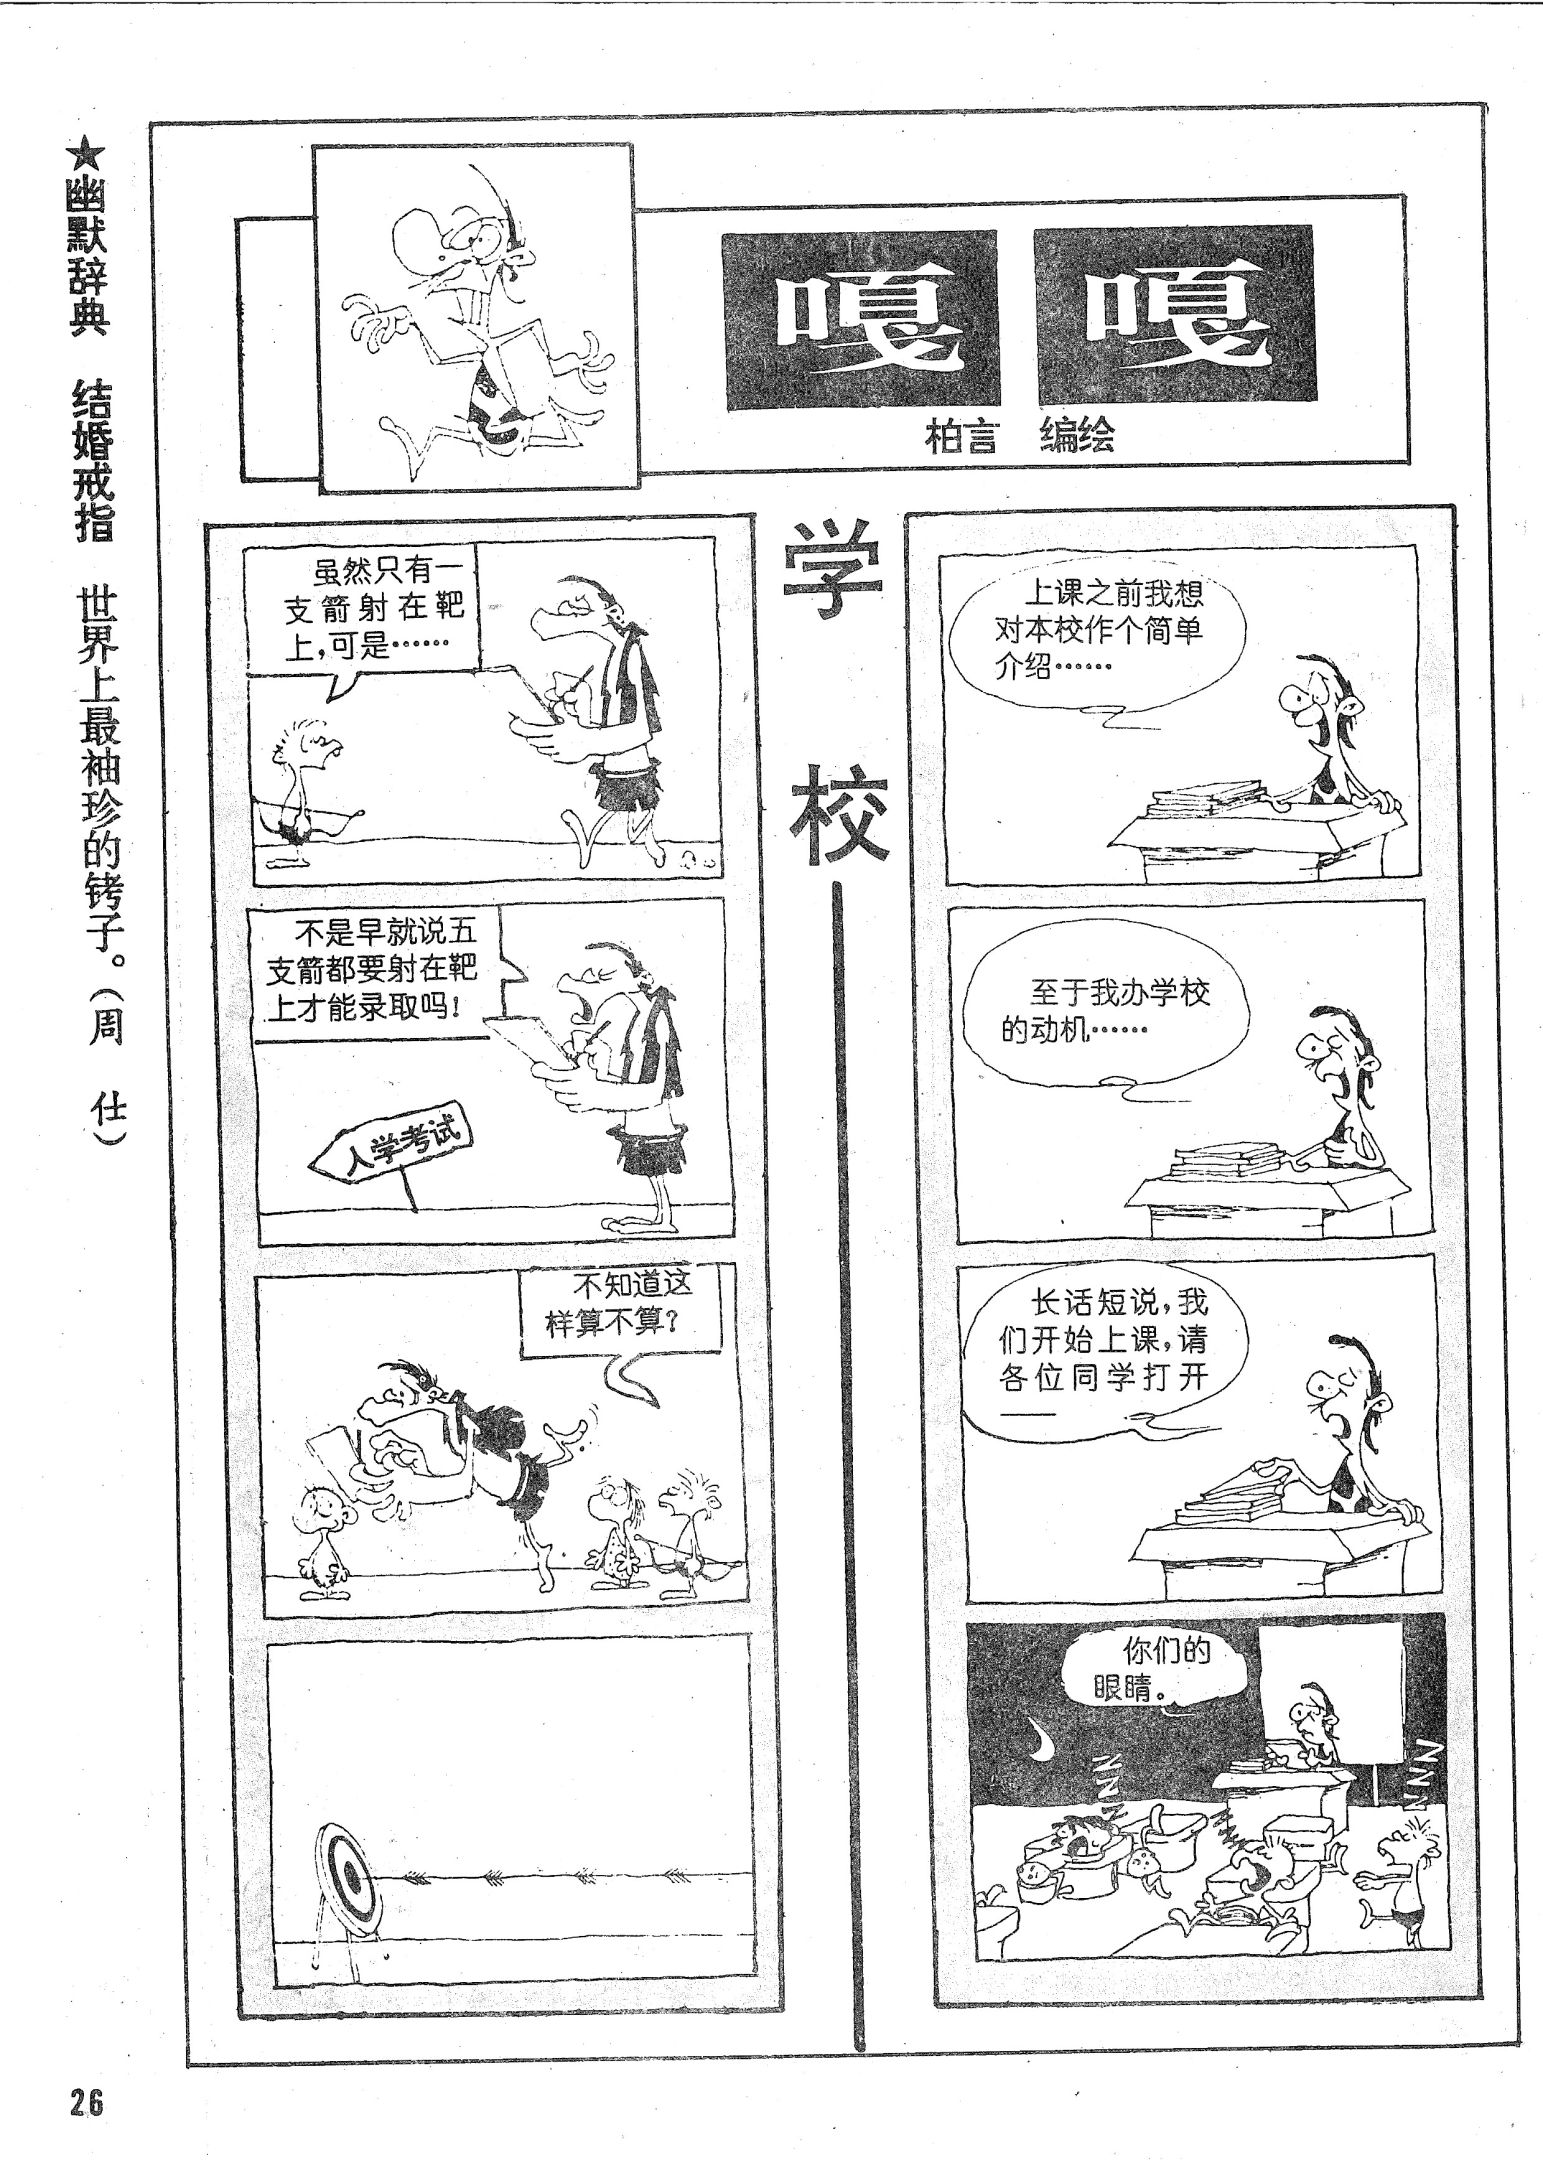 ★幽默辞典 结婚戒指 世界上最袖珍的铐子。(周 仕)
嘎 嘎
柏言 编绘
学校
虽然只有一
支箭射在靶
上,可是……
不是早就说五
支箭都要射在靶
上才能录取吗!
入学考试
不知道这
样算不算?
上课之前我想
对本校作个简单
介绍……
至于我办学校
的动机……
长话短说,我
们开始上课,请
各位同学打开
——
你们的
眼睛。
ZZZ
ZZZ
ZZZ
26